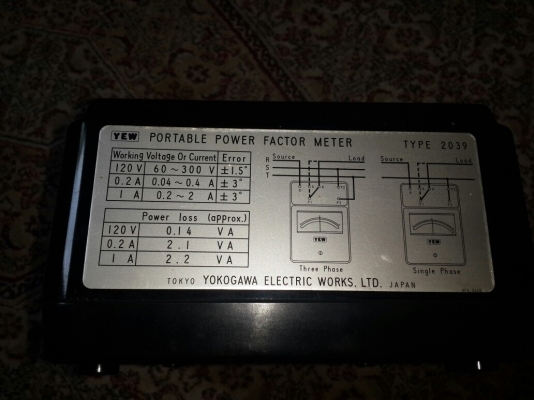 YEW PORTABLE POWER FACTOR METER TYPE 2039
Working Voltage Or Current Error
120 V 60 ~ 300 V ±1.5°
0.2 A 0.04 ~ 0.4 A ±3°
1 A 0.2 ~ 2 A ±3°
Power loss (approx.)
120 V 0.14 VA
0.2 A 2.1 VA
1 A 2.2 VA
Source Load
R
S
T
YEW
Three Phase
Source Load
YEW
Single Phase
TOKYO YOKOGAWA ELECTRIC WORKS, LTD. JAPAN